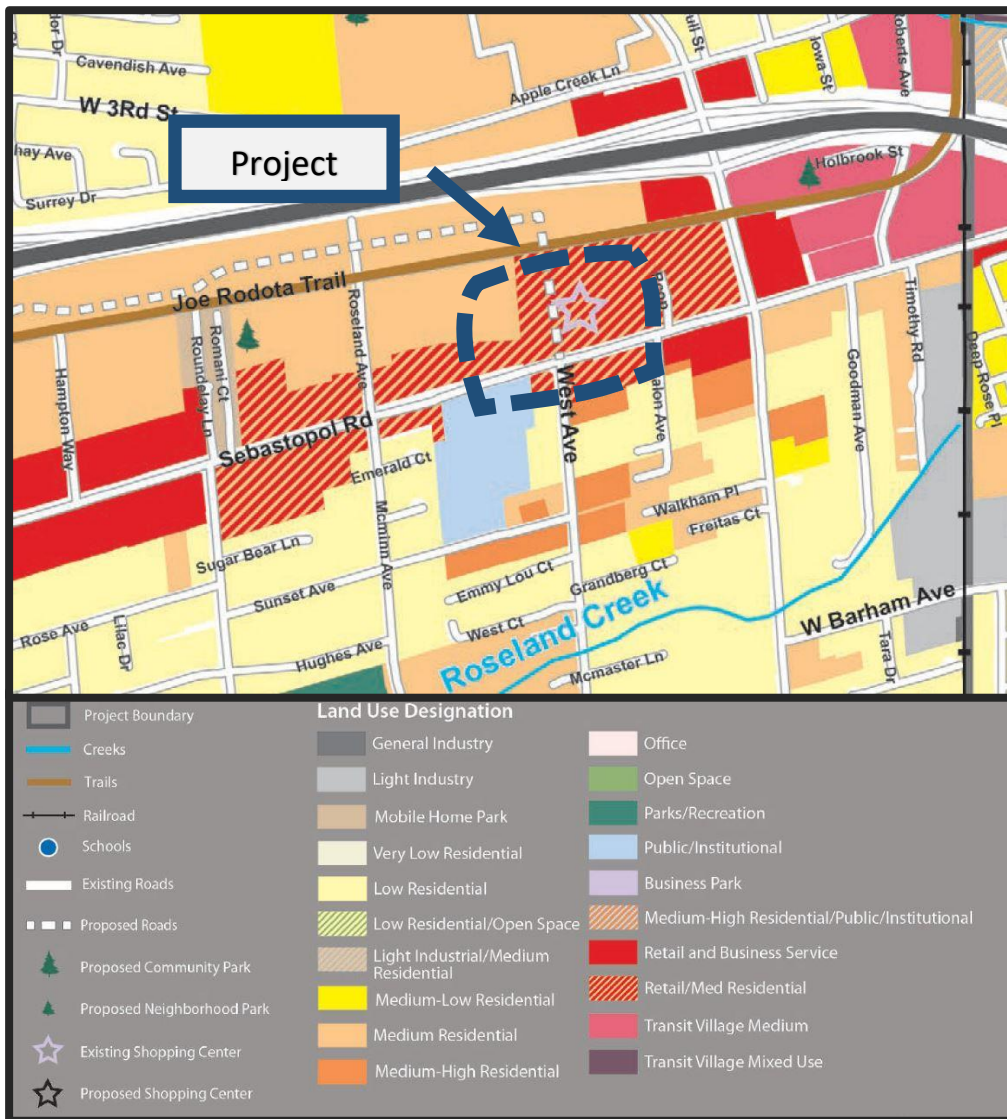 Cavendish Ave
W 3Rd St
Surrey Dr
Apple Creek Ln
Iowa St
Roberts Ave
Holbrook St
Project
Joe Rodota Trail
Roseland Ave
Hampton Way
Roundelay Ln
Romani Ct
Sebastopol Rd
West Ave
Timothy Rd
Goodman Ave
Deep Rose Pl
Emerald Ct
Mcminn Ave
Walkham Pl
Freitas Ct
Sugar Bear Ln
Sunset Ave
Emmy Lou Ct
Grandberg Ct
Rose Ave
Lilac Dr
Hughes Ave
West Ct
Roseland Creek
Mcmaster Ln
W Barham Ave
Tara Dr
Project Boundary
Creeks
Trails
Railroad
Schools
Existing Roads
Proposed Roads
Proposed Community Park
Proposed Neighborhood Park
Existing Shopping Center
Proposed Shopping Center
Land Use Designation
General Industry
Light Industry
Mobile Home Park
Very Low Residential
Low Residential
Low Residential/Open Space
Light Industrial/Medium
Residential
Medium-Low Residential
Medium Residential
Medium-High Residential
Office
Open Space
Parks/Recreation
Public/Institutional
Business Park
Medium-High Residential/Public/Institutional
Retail and Business Service
Retail/Med Residential
Transit Village Medium
Transit Village Mixed Use